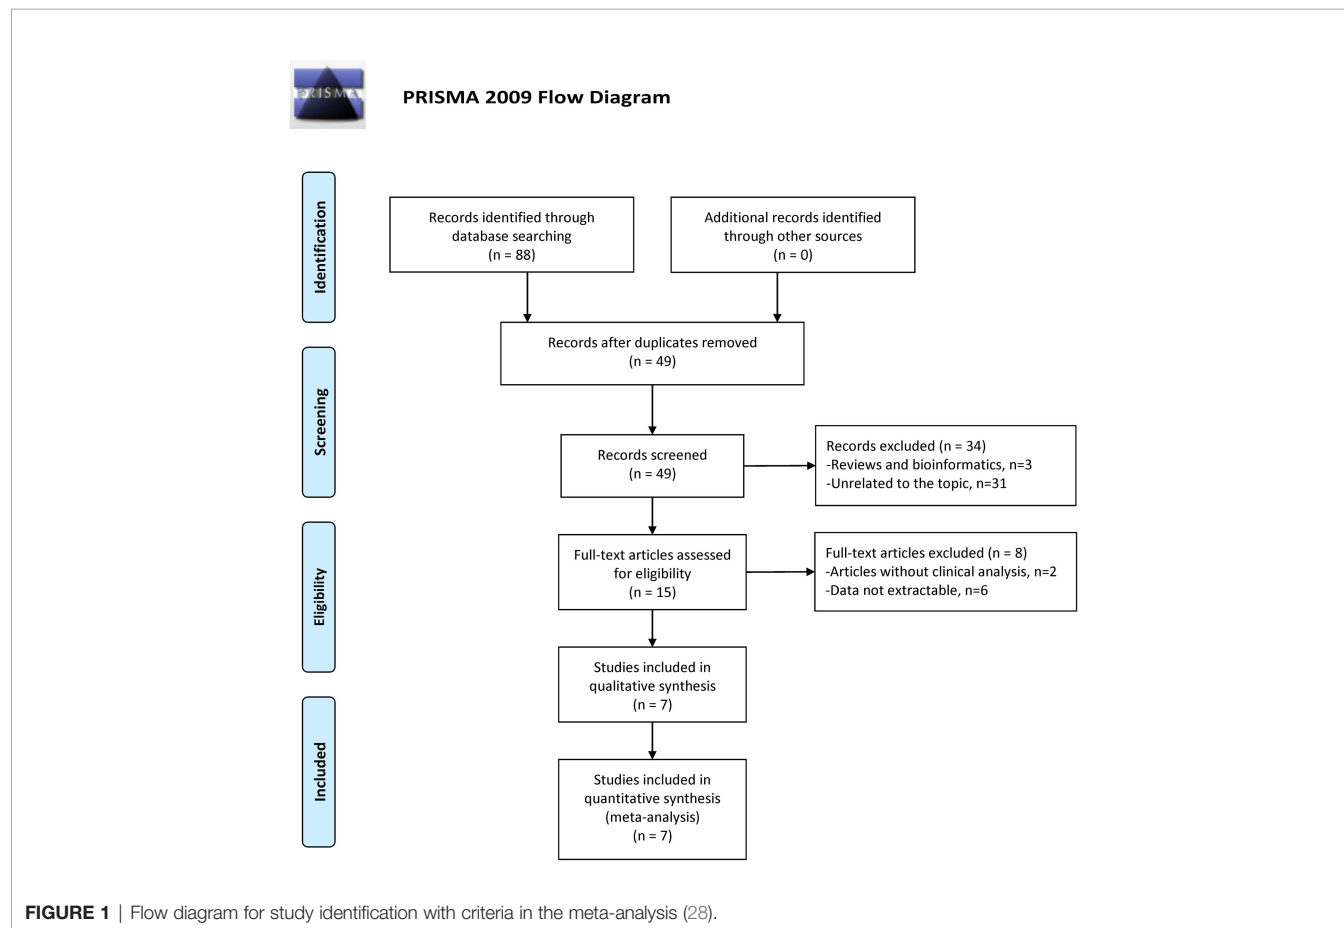 PRISMA
PRISMA 2009 Flow Diagram
Identification
Records identified through
database searching
(n = 88)
Additional records identified
through other sources
(n = 0)
Records after duplicates removed
(n = 49)
Screening
Records screened
(n = 49)
Records excluded (n = 34)
-Reviews and bioinformatics, n=3
-Unrelated to the topic, n=31
Eligibility
Full-text articles assessed
for eligibility
(n = 15)
Full-text articles excluded (n = 8)
-Articles without clinical analysis, n=2
-Data not extractable, n=6
Studies included in
qualitative synthesis
(n = 7)
Included
Studies included in
quantitative synthesis
(meta-analysis)
(n = 7)
FIGURE 1 | Flow diagram for study identification with criteria in the meta-analysis (28).